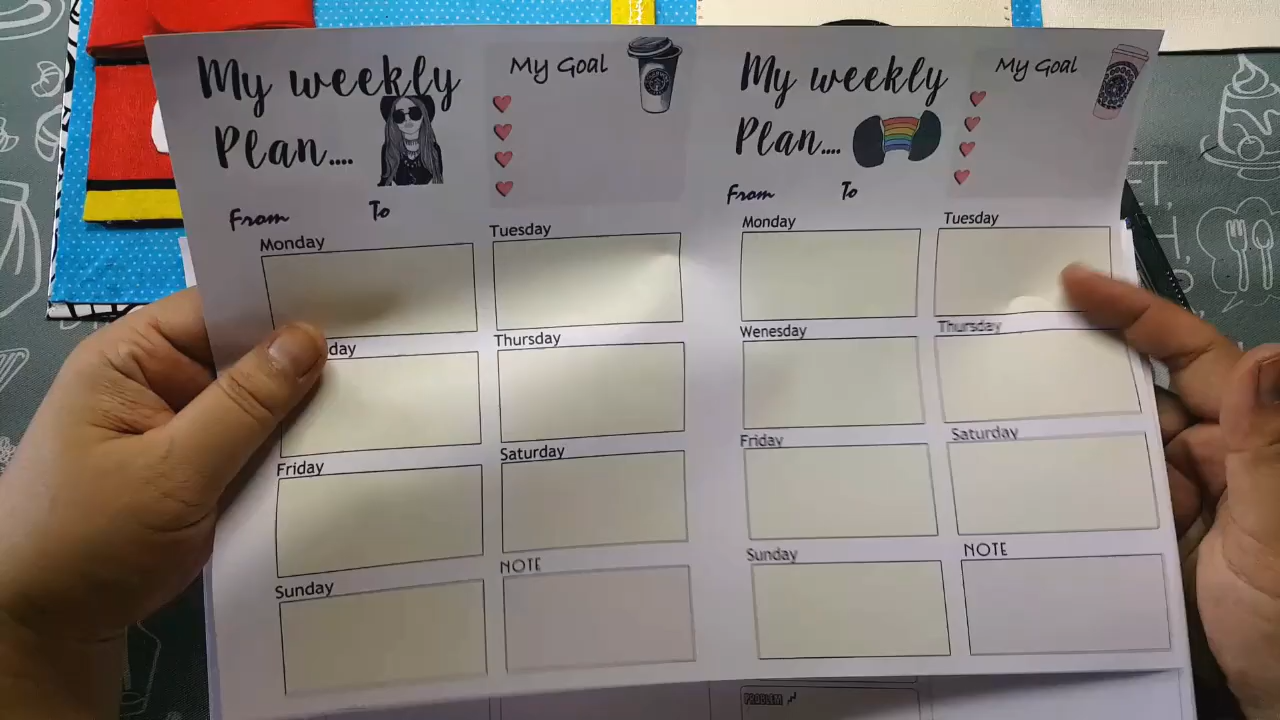 My weekly
Plan....
My Goal
From To
Monday
Tuesday
day
Thursday
Friday
Saturday
Sunday
NOTE
My weekly
Plan....
My Goal
From To
Monday
Tuesday
Wenesday
Thursday
Friday
Saturday
Sunday
NOTE
PROBLEM